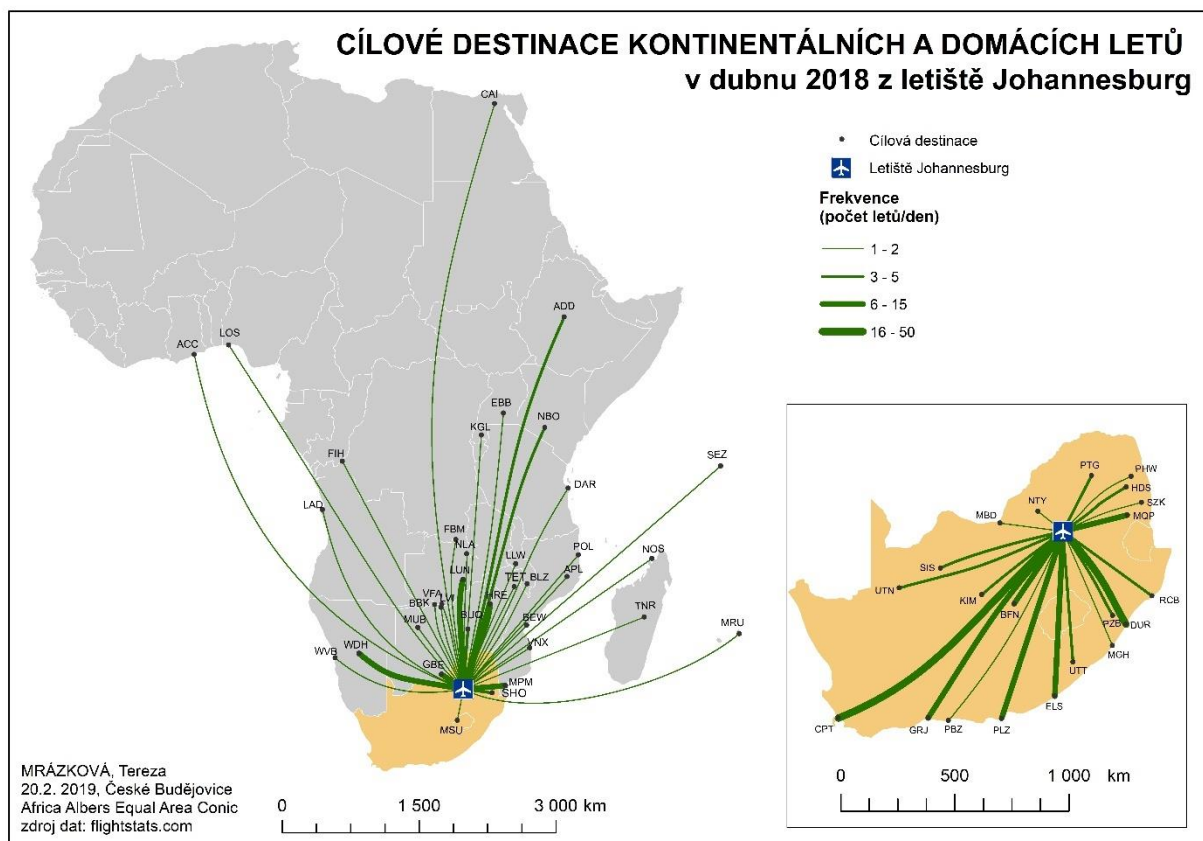 CÍLOVÉ DESTINACE KONTINENTÁLNÍCH A DOMÁCÍCH LETŮ
v dubnu 2018 z letiště Johannesburg
Cílová destinace
Letiště Johannesburg
Frekvence
(počet letů/den)
1 - 2
3 - 5
6 - 15
16 - 50
CAI
ADD
LOS
ACC
EBB
NBO
KGL
FIH
SEZ
DAR
LAD
FBM
NLA
POL
NOS
LLW
LUN
TET
BLZ
APL
VFA
LVI
HRE
BBK
TNR
MUB
BUQ
BEW
MRU
WDH
VNX
WVB
GBE
MPM
SHO
MSU
PTG
PHW
HDS
NTY
SZK
MBD
MQP
SIS
UTN
KIM
BFN
RCB
PZB
DUR
MGH
UTT
ELS
CPT
GRJ
PBZ
PLZ
0 500 1 000 km
MRÁZKOVÁ, Tereza
20.2. 2019, České Budějovice
Africa Albers Equal Area Conic
zdroj dat: flightstats.com
0 1 500 3 000 km